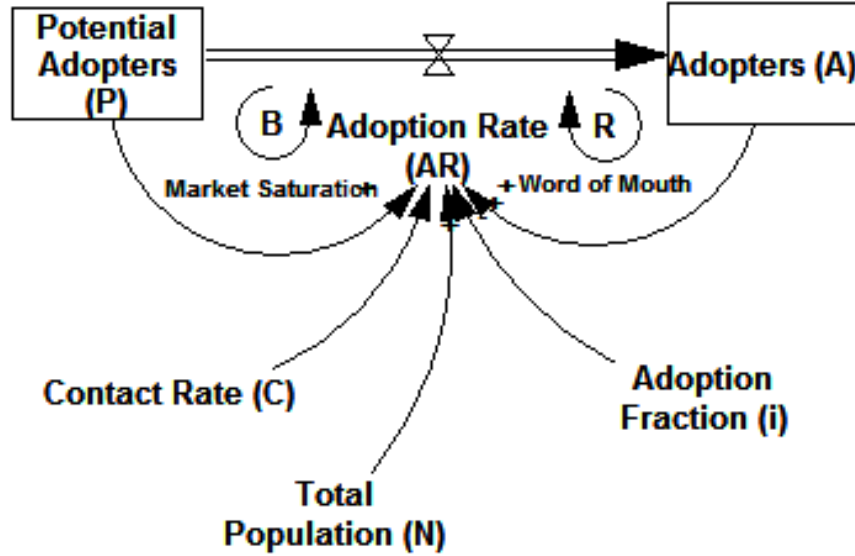 Potential
Adopters
(P)
Adopters (A)
B
Adoption Rate
(AR)
R
Market Saturation
+
+
Word of Mouth
+
-
+
Contact Rate (C)
Adoption
Fraction (i)
Total
Population (N)